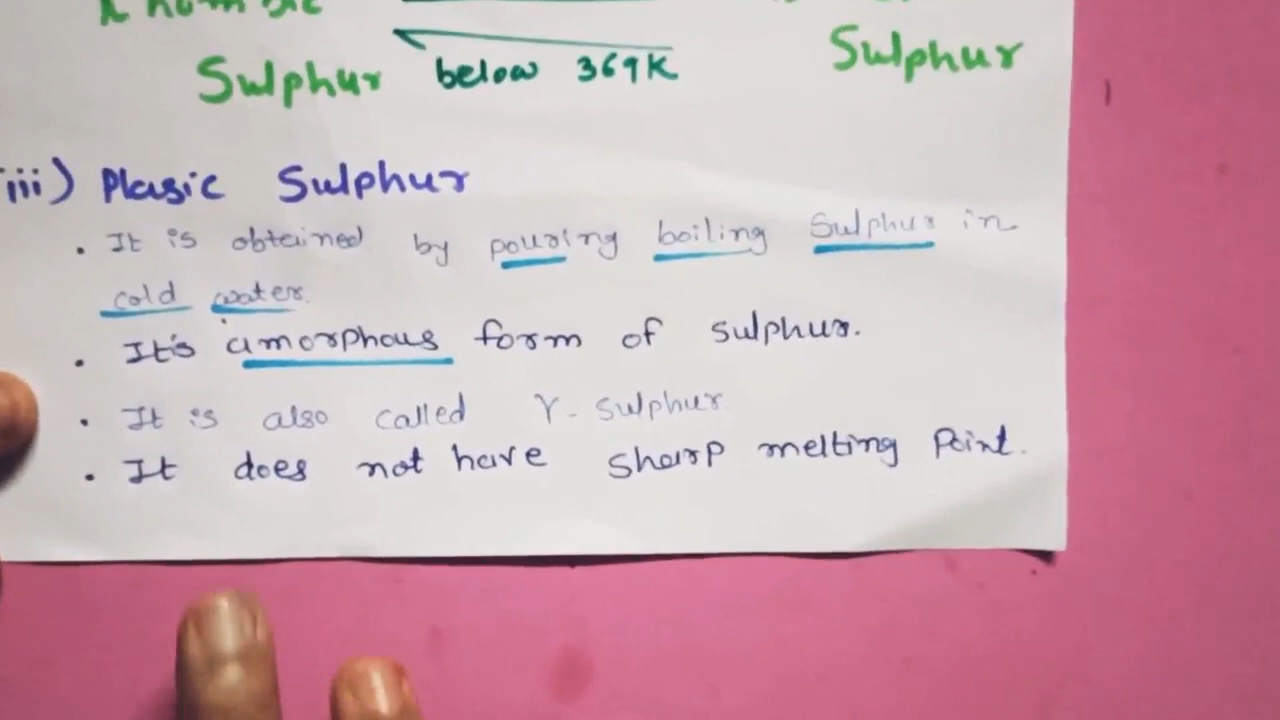 Sulphur below 369K Sulphur
iii) Plasic Sulphur
. It is obtained by pouring boiling Sulphur in
cold water.
. It's amorphous form of sulphur.
. It is also called γ-sulphur
. It does not have sharp melting Point.